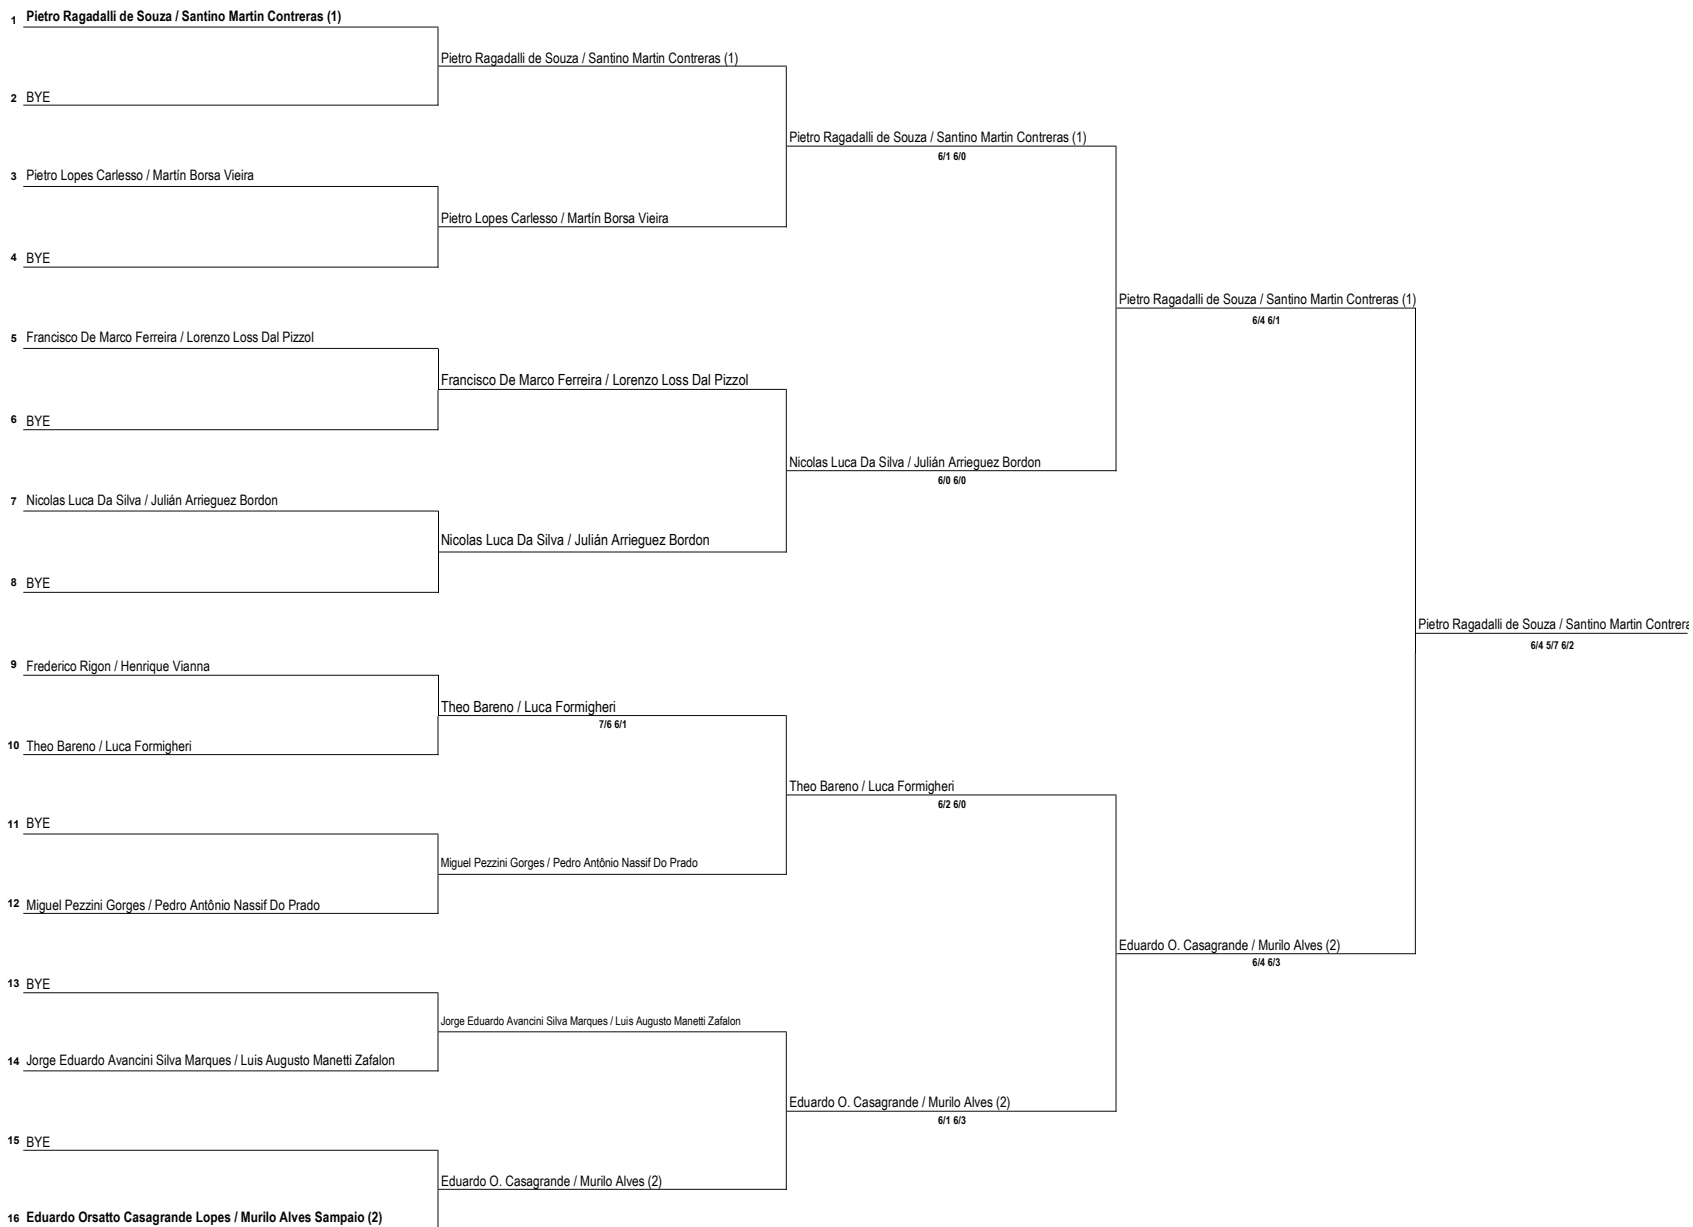 1 Pietro Ragadalli de Souza / Santino Martin Contreras (1)
Pietro Ragadalli de Souza / Santino Martin Contreras (1)
2 BYE
Pietro Ragadalli de Souza / Santino Martin Contreras (1)
6/1 6/0
3 Pietro Lopes Carlesso / Martín Borsa Vieira
Pietro Lopes Carlesso / Martín Borsa Vieira
4 BYE
Pietro Ragadalli de Souza / Santino Martin Contreras (1)
6/4 6/1
5 Francisco De Marco Ferreira / Lorenzo Loss Dal Pizzol
Francisco De Marco Ferreira / Lorenzo Loss Dal Pizzol
6 BYE
Nicolas Luca Da Silva / Julián Arrieguez Bordon
6/0 6/0
7 Nicolas Luca Da Silva / Julián Arrieguez Bordon
Nicolas Luca Da Silva / Julián Arrieguez Bordon
8 BYE
Pietro Ragadalli de Souza / Santino Martin Contrera
6/4 5/7 6/2
9 Frederico Rigon / Henrique Vianna
Theo Bareno / Luca Formigheri
7/6 6/1
10 Theo Bareno / Luca Formigheri
Theo Bareno / Luca Formigheri
6/2 6/0
11 BYE
Miguel Pezzini Gorges / Pedro Antônio Nassif Do Prado
12 Miguel Pezzini Gorges / Pedro Antônio Nassif Do Prado
Eduardo O. Casagrande / Murilo Alves (2)
6/4 6/3
13 BYE
Jorge Eduardo Avancini Silva Marques / Luis Augusto Manetti Zafalon
14 Jorge Eduardo Avancini Silva Marques / Luis Augusto Manetti Zafalon
Eduardo O. Casagrande / Murilo Alves (2)
6/1 6/3
15 BYE
Eduardo O. Casagrande / Murilo Alves (2)
16 Eduardo Orsatto Casagrande Lopes / Murilo Alves Sampaio (2)